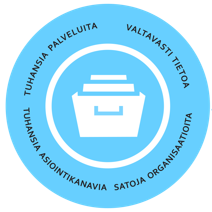 TUHANSIA PALVELUITA
VALTAVASTI TIETOA
TUHANSIA ASIOINTIKANAVIA
SATOJA ORGANISAATIOITA